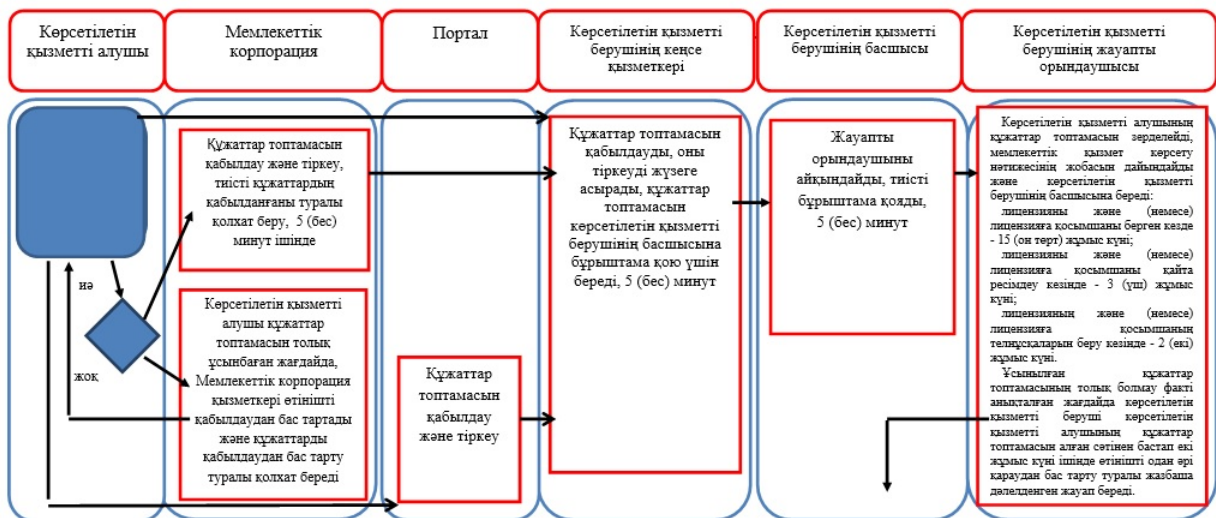 Көрсетілетін
қызметті алушы
Мемлекеттік
корпорация
Портал
Көрсетілетін қызметті
берушінің кеңсе
қызметкері
Көрсетілетін қызметті
берушінің басшысы
Көрсетілетін қызметті
берушінің жауапты
орындаушысы
иә
жоқ
Құжаттар топтамасын
қабылдау және тіркеу,
тиісті құжаттардың
қабылданғаны туралы
қолхат беру, 5 (бес)
минут ішінде
Көрсетілетін қызметті
алушы құжаттар
топтамасын толық
ұсынбаған жағдайда,
Мемлекеттік корпорация
қызметкері өтінішті
қабылдаудан бас тартады
және құжаттарды
қабылдаудан бас тарту
туралы қолхат береді
Құжаттар
топтамасын
қабылдау
және тіркеу
Құжаттар топтамасын
қабылдауды, оны
тіркеуді жүзеге
асырады, құжаттар
топтамасын
көрсетілетін қызметті
берушінің басшысына
бұрыштама қою үшін
береді, 5 (бес) минут
Жауапты
орындаушыны
айқындайды, тиісті
бұрыштама қояды,
5 (бес) минут
Көрсетілетін қызметті алушының
құжаттар топтамасын зерделейді,
мемлекеттік қызмет көрсету
нәтижесінің жобасын дайындайды
және көрсетілетін қызметті
берушінің басшысына береді:
лицензияны және (немесе)
лицензияға қосымшаны берген кезде
- 15 (он төрт) жұмыс күні;
лицензияны және (немесе)
лицензияға қосымшаны қайта
ресімдеу кезінде - 3 (үш) жұмыс
күні;
лицензияның және (немесе)
лицензияға қосымшаның
телнұсқаларын беру кезінде - 2 (екі)
жұмыс күні.
Ұсынылған құжаттар
топтамасының толық болмау факті
анықталған жағдайда көрсетілетін
қызметті беруші көрсетілетін
қызметті алушының құжаттар
топтамасын алған сәтінен бастап екі
жұмыс күні ішінде өтінішті одан әрі
қараудан бас тарту туралы жазбаша
дәлелденген жауап береді.